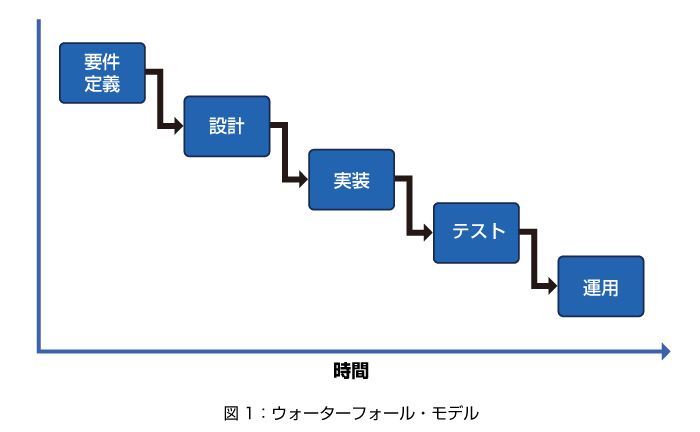 要件
定義
設計
実装
テスト
運用
時間
図1：ウォーターフォール・モデル